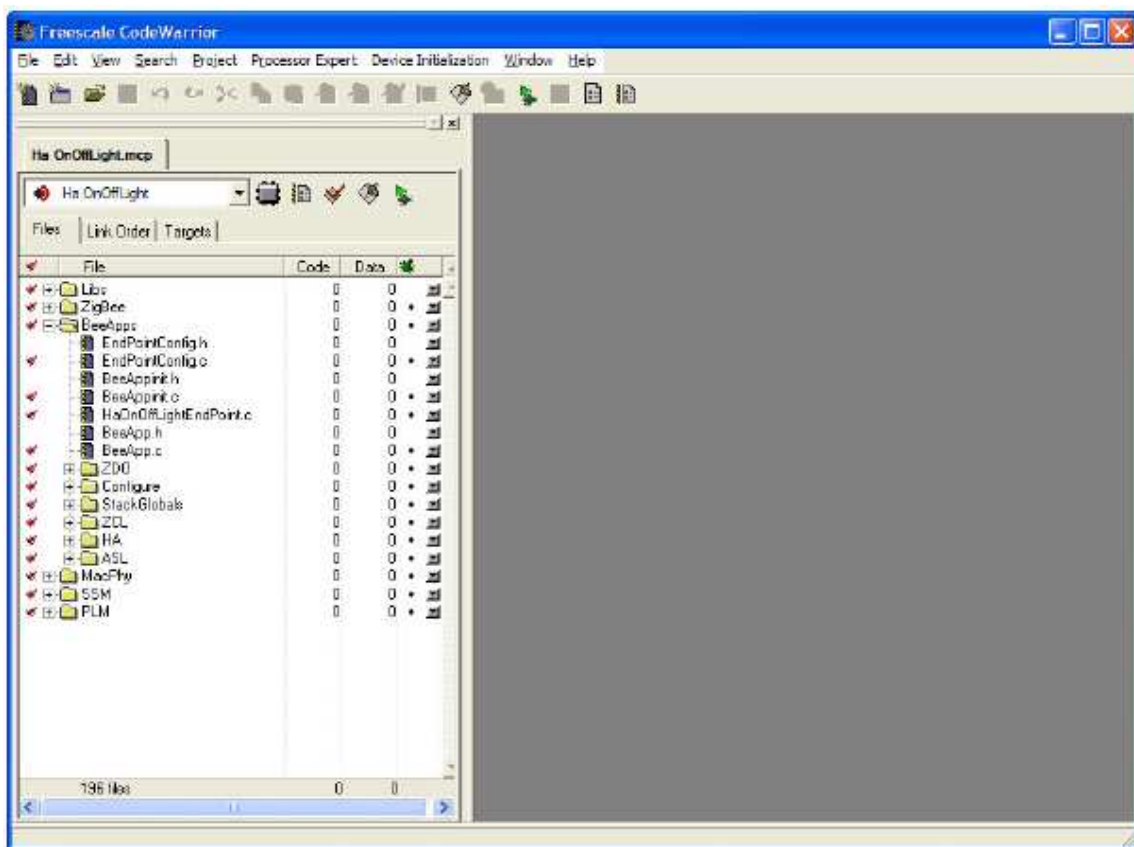 Freescale CodeWarrior
File Edit View Search Project Processor Expert Device Initialization Window Help
Ha OnOffLight.mcp
Ha OnOffLight
Files Link Order Targets
File Code Data
Libs 0 0
ZigBee 0 0
BeeApps 0 0
EndPointConfig.h 0 0
EndPointConfig.c 0 0
BeeAppInit.h 0 0
BeeAppInit.c 0 0
HaOnOffLightEndPoint.c 0 0
BeeApp.h 0 0
BeeApp.c 0 0
ZDO 0 0
Configure 0 0
StackGlobals 0 0
ZCL 0 0
HA 0 0
ASL 0 0
MacPhy 0 0
SSM 0 0
PLM 0 0
196 files 0 0